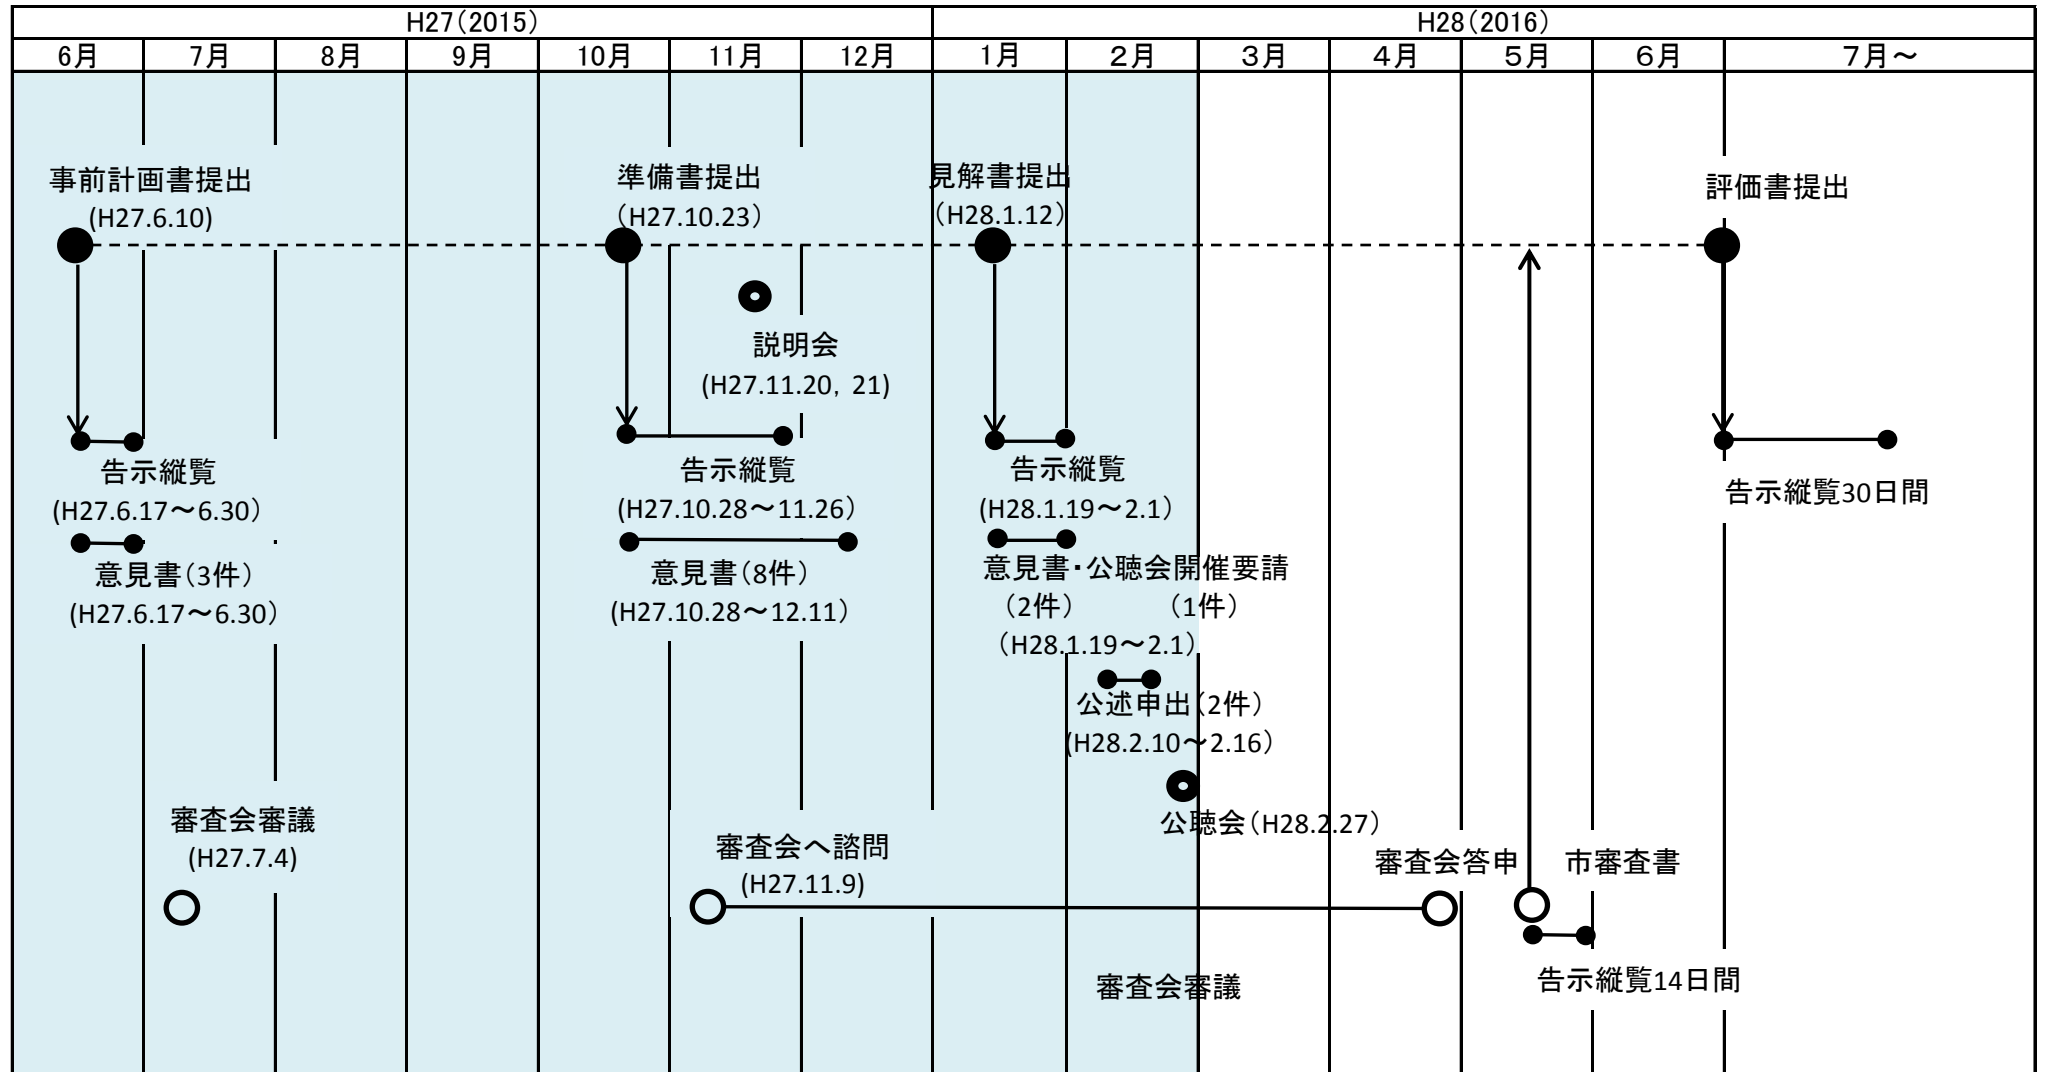 H27（2015）
H28（2016）
6月
7月
8月
9月
10月
11月
12月
1月
２月
３月
４月
５月
６月
７月～
事前計画書提出
(H27.6.10)
準備書提出
（H27.10.23）
見解書提出
（H28.1.12）
評価書提出
説明会
(H27.11.20，21)
告示縦覧
(H27.6.17～6.30）
告示縦覧
(H27.10.28～11.26）
告示縦覧
(H28.1.19～2.1）
告示縦覧30日間
意見書（3件）
(H27.6.17～6.30）
意見書（8件）
(H27.10.28～12.11）
意見書・公聴会開催要請
（2件）　　　（1件）
（H28.1.19～2.1）
公述申出（2件）
(H28.2.10～2.16）
公聴会（H28.2.27）
審査会審議
(H27.7.4)
審査会へ諮問
(H27.11.9)
審査会答申
市審査書
審査会審議
告示縦覧14日間